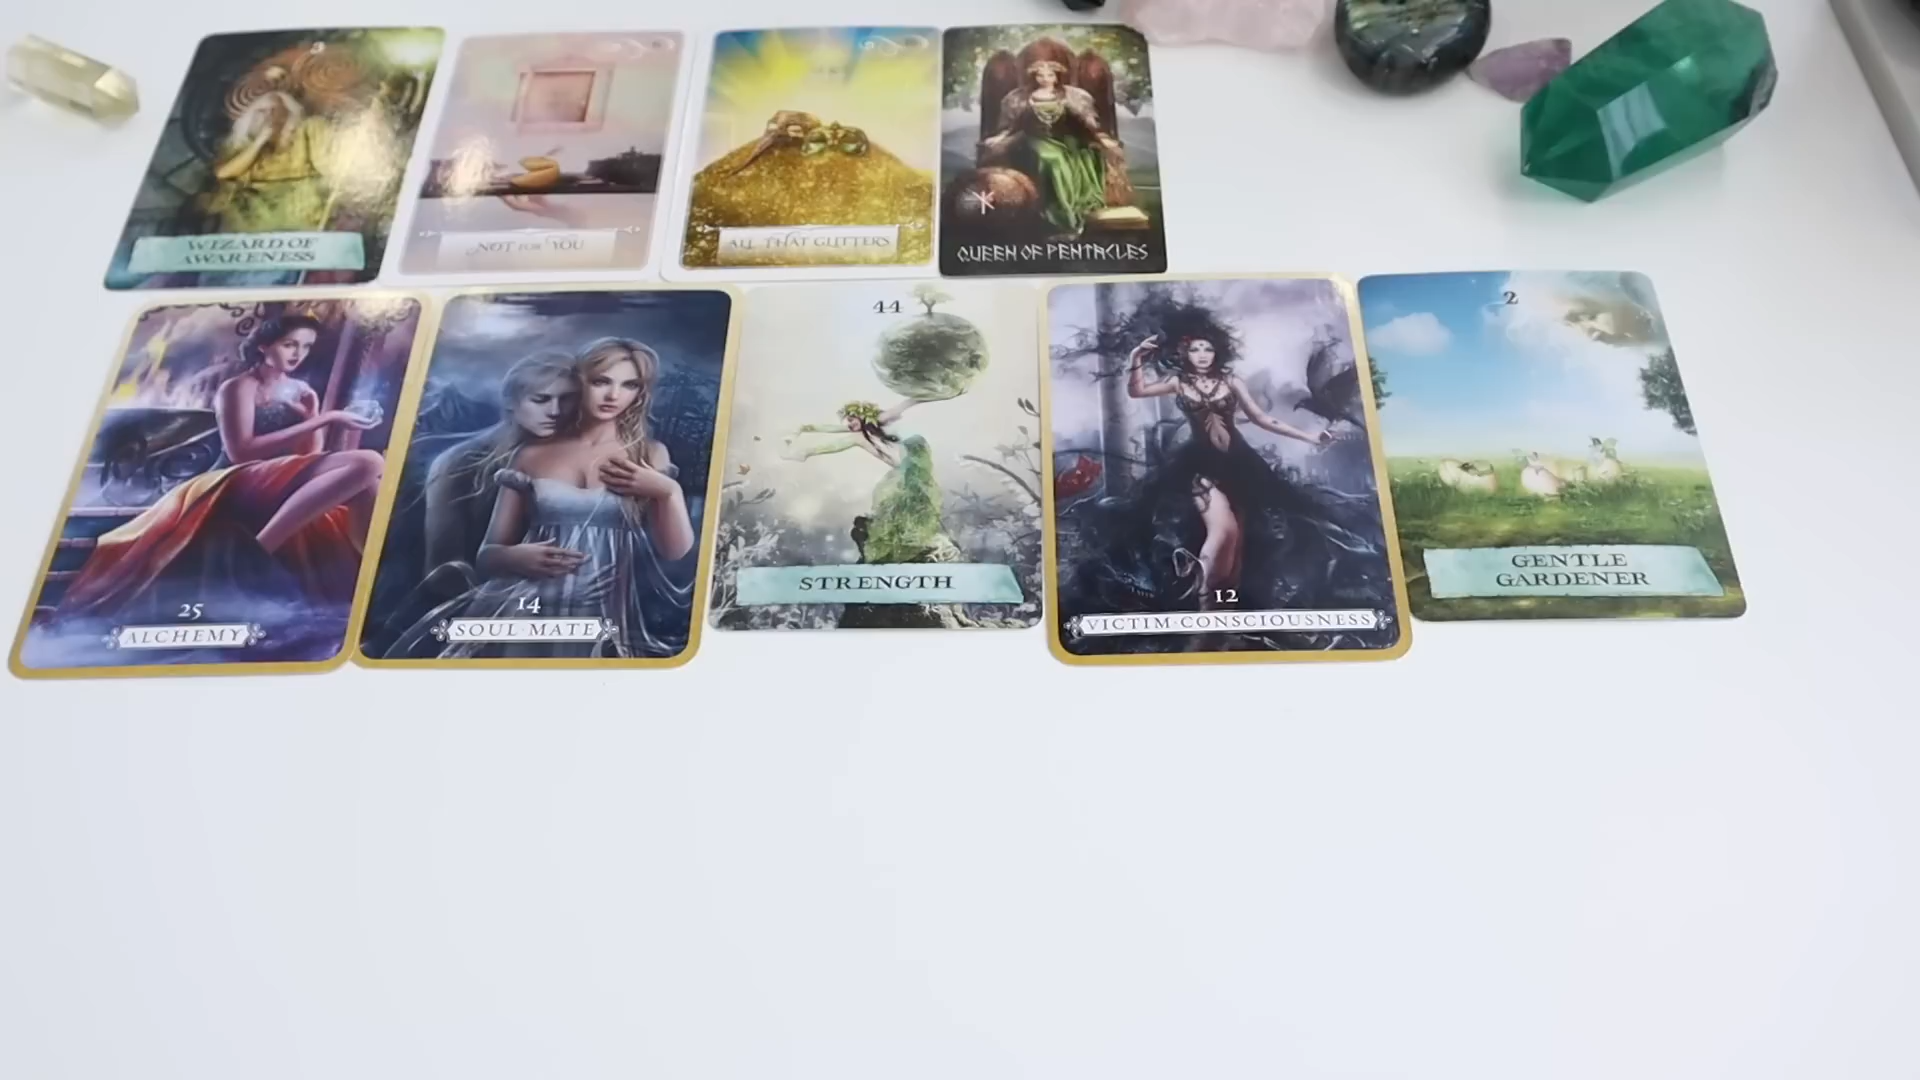 3
WIZARD OF
AWARENESS
NOT FOR YOU
ALL THAT GLITTERS
QUEEN OF PENTACLES
25
ALCHEMY
14
SOUL MATE
44
STRENGTH
12
VICTIM CONSCIOUSNESS
2
GENTLE
GARDENER